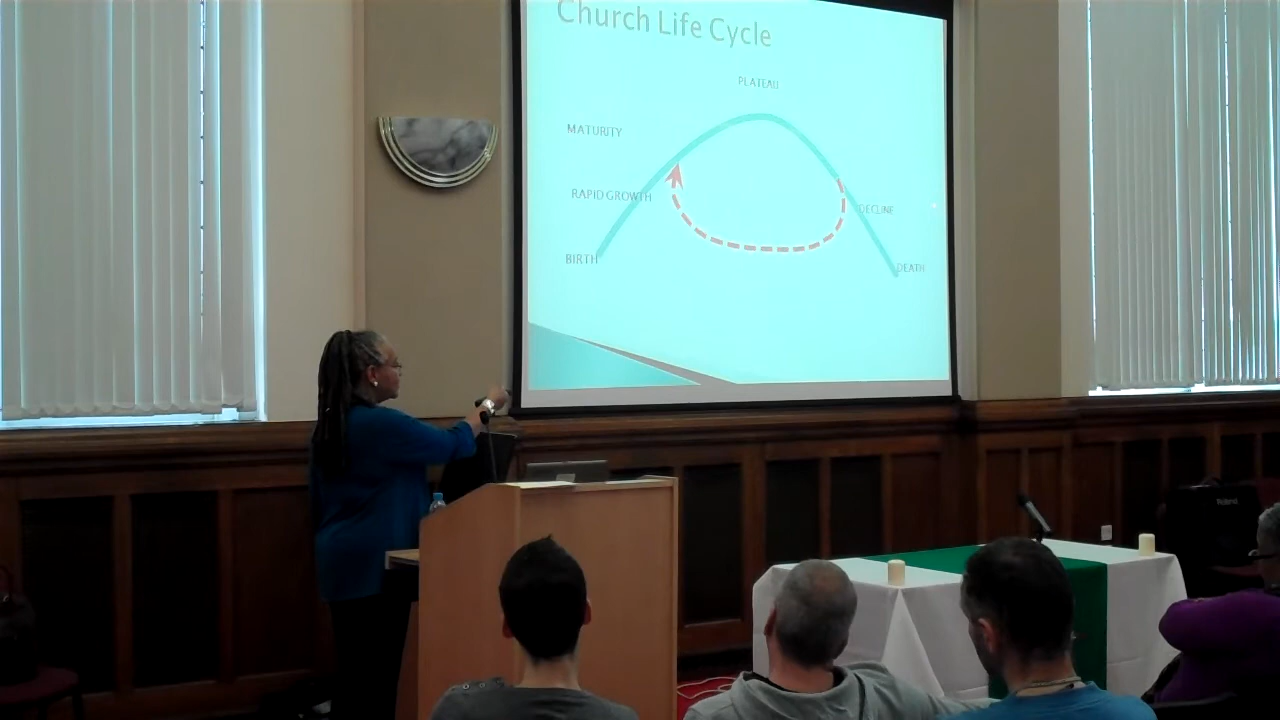 Church Life Cycle
PLATEAU
MATURITY
RAPID GROWTH
DECLINE
BIRTH
DEATH